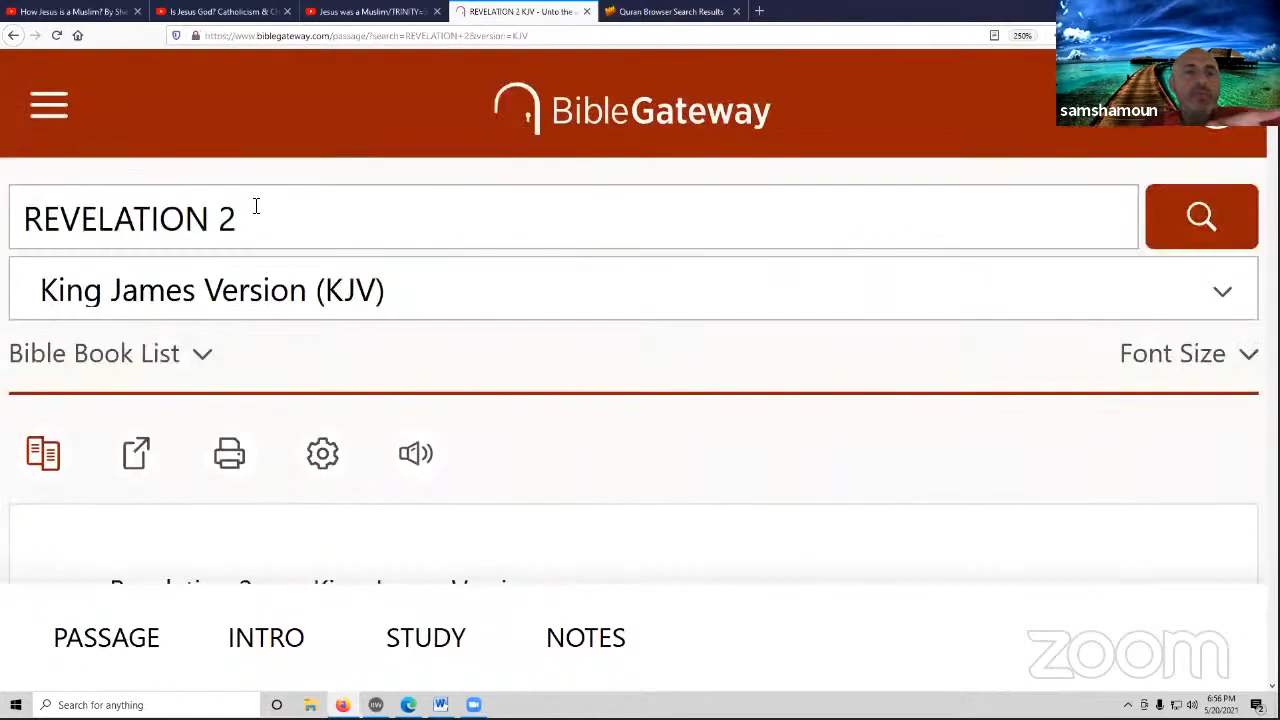 How Jesus is a Muslim? By She
Is Jesus God? Catholicism & Ch
Jesus was a Muslim/TRINITY=3
REVELATION 2 KJV - Unto the
Quran Browser Search Results
https://www.biblegateway.com/passage/?search=REVELATION+2&version=KJV
250%
samshamoun
BibleGateway
REVELATION 2
King James Version (KJV)
Bible Book List
Font Size
PASSAGE INTRO STUDY NOTES
zoom
Search for anything
6:56 PM
5/20/2021